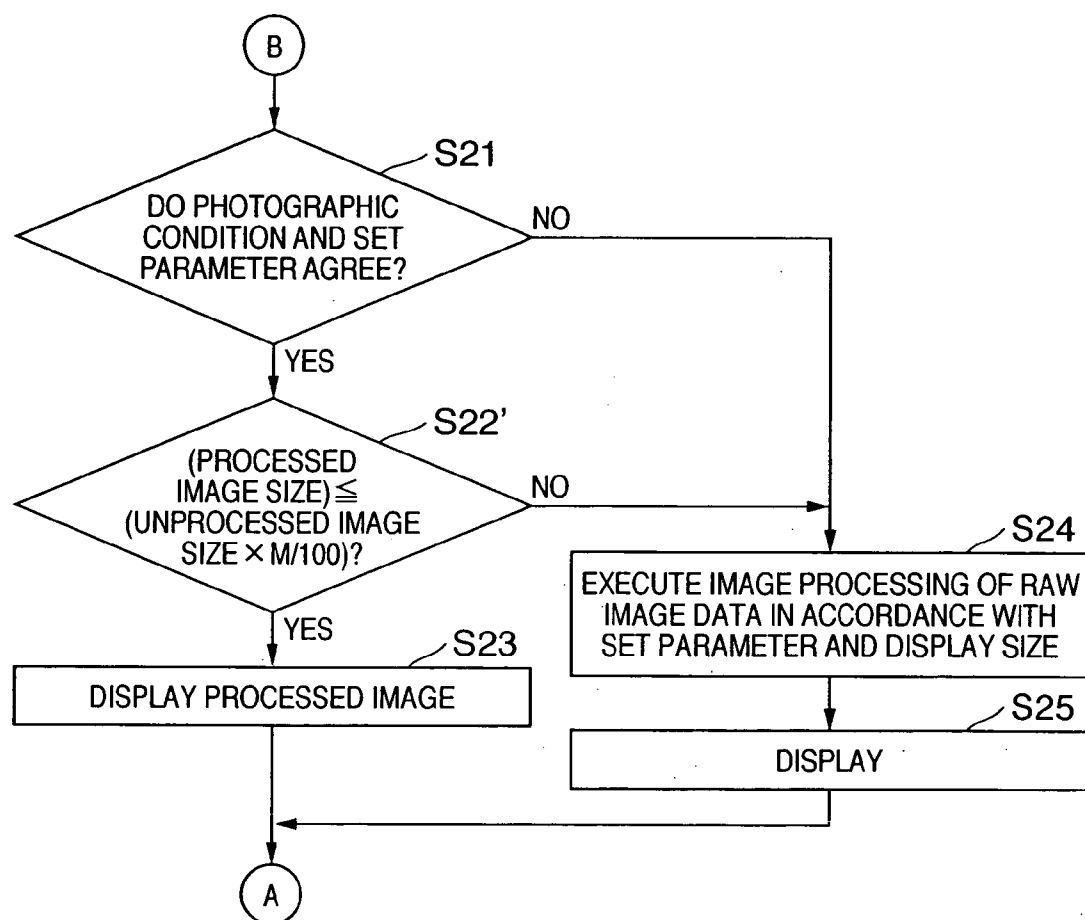 B
S21
DO PHOTOGRAPHIC
CONDITION AND SET
PARAMETER AGREE?
NO
YES
S22'
(PROCESSED
IMAGE SIZE)≦
(UNPROCESSED IMAGE
SIZE × M/100)?
NO
YES
S24
EXECUTE IMAGE PROCESSING OF RAW
IMAGE DATA IN ACCORDANCE WITH
SET PARAMETER AND DISPLAY SIZE
S23
DISPLAY PROCESSED IMAGE
S25
DISPLAY
A